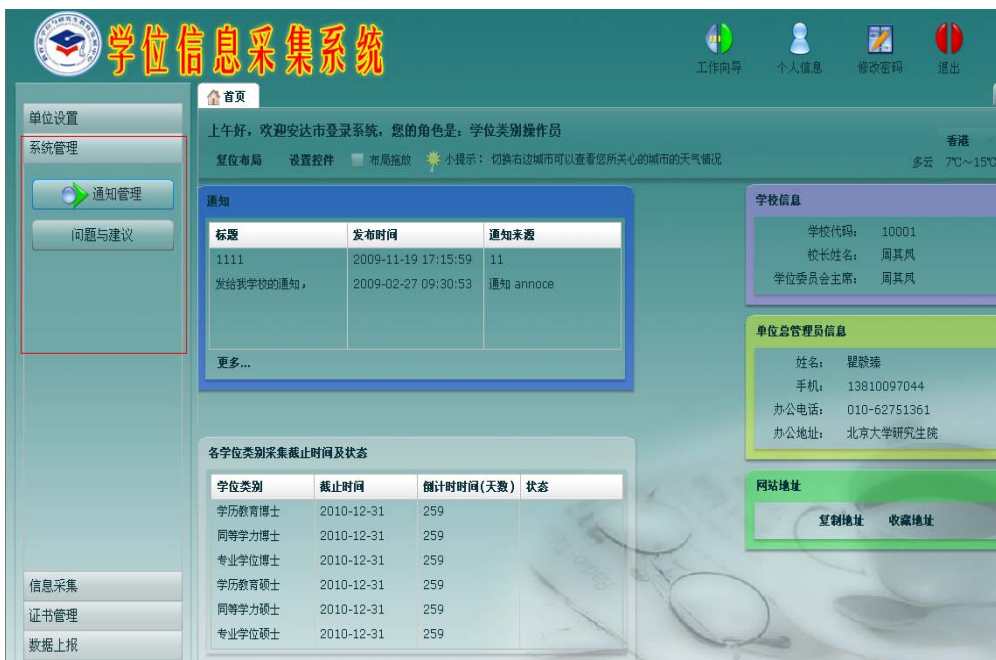 学位信息采集系统
工作向导 个人信息 修改密码 退出
首页
单位设置
系统管理
通知管理
问题与建议
信息采集
证书管理
数据上报
上午好，欢迎安达市登录系统，您的角色是：学位类别操作员
复位布局 设置控件 布局拖放 小提示：切换右边城市可以查看您所关心的城市的天气情况
香港
多云 7℃～15℃
通知
标题 发布时间 通知来源
1111 2009-11-19 17:15:59 11
发给我学校的通知， 2009-02-27 09:30:53 通知 annoce
更多...
各学位类别采集截止时间及状态
学位类别 截止时间 倒计时时间(天数) 状态
学历教育博士 2010-12-31 259
同等学力博士 2010-12-31 259
专业学位博士 2010-12-31 259
学历教育硕士 2010-12-31 259
同等学力硕士 2010-12-31 259
专业学位硕士 2010-12-31 259
学校信息
学校代码： 10001
校长姓名： 周其凤
学位委员会主席： 周其凤
单位总管理员信息
姓名： 瞿毅臻
手机： 13810097044
办公电话： 010-62751361
办公地址： 北京大学研究生院
网站地址
复制地址 收藏地址